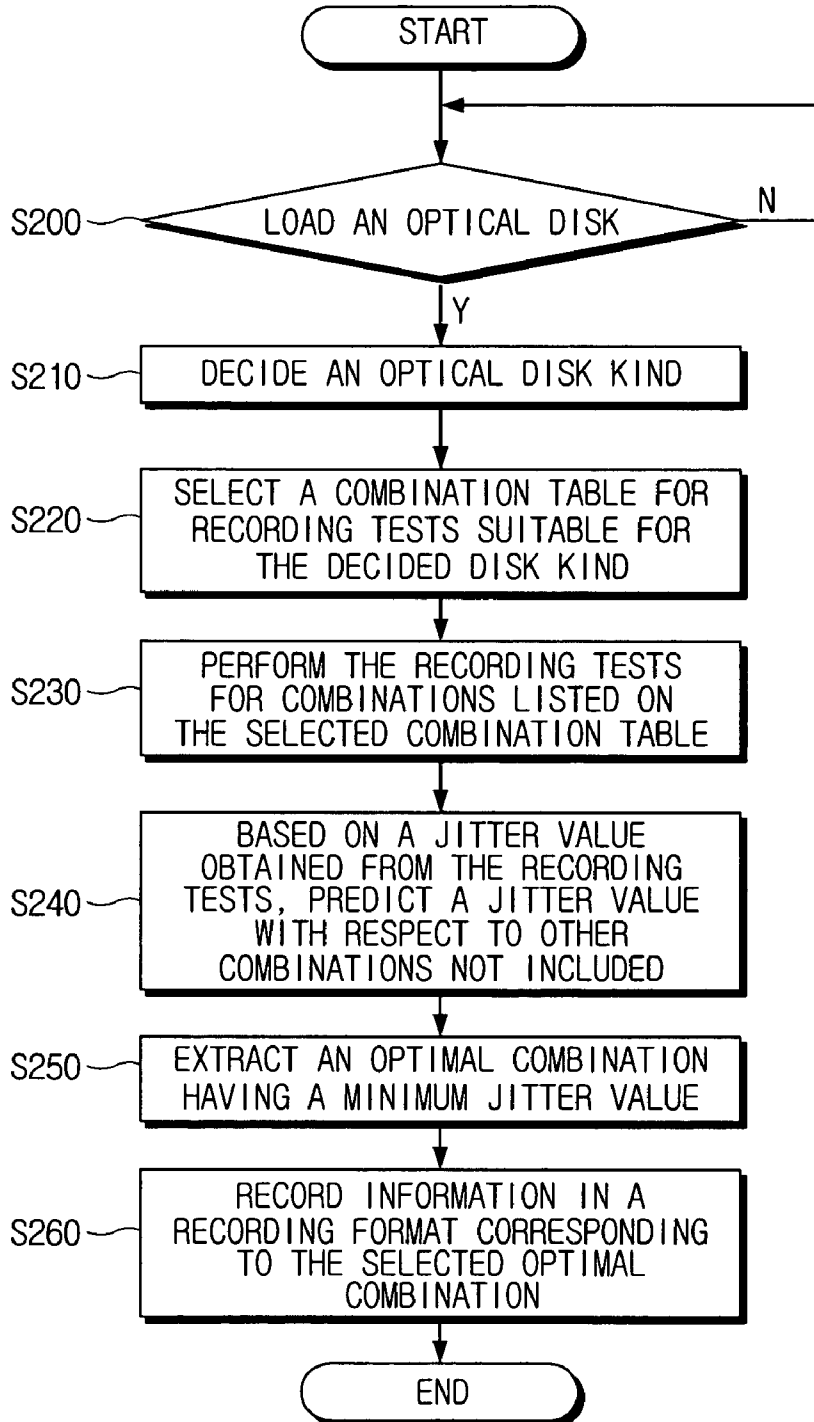 START
S200
LOAD AN OPTICAL DISK
N
Y
S210
DECIDE AN OPTICAL DISK KIND
S220
SELECT A COMBINATION TABLE FOR
RECORDING TESTS SUITABLE FOR
THE DECIDED DISK KIND
S230
PERFORM THE RECORDING TESTS
FOR COMBINATIONS LISTED ON
THE SELECTED COMBINATION TABLE
S240
BASED ON A JITTER VALUE
OBTAINED FROM THE RECORDING
TESTS, PREDICT A JITTER VALUE
WITH RESPECT TO OTHER
COMBINATIONS NOT INCLUDED
S250
EXTRACT AN OPTIMAL COMBINATION
HAVING A MINIMUM JITTER VALUE
S260
RECORD INFORMATION IN A
RECORDING FORMAT CORRESPONDING
TO THE SELECTED OPTIMAL
COMBINATION
END